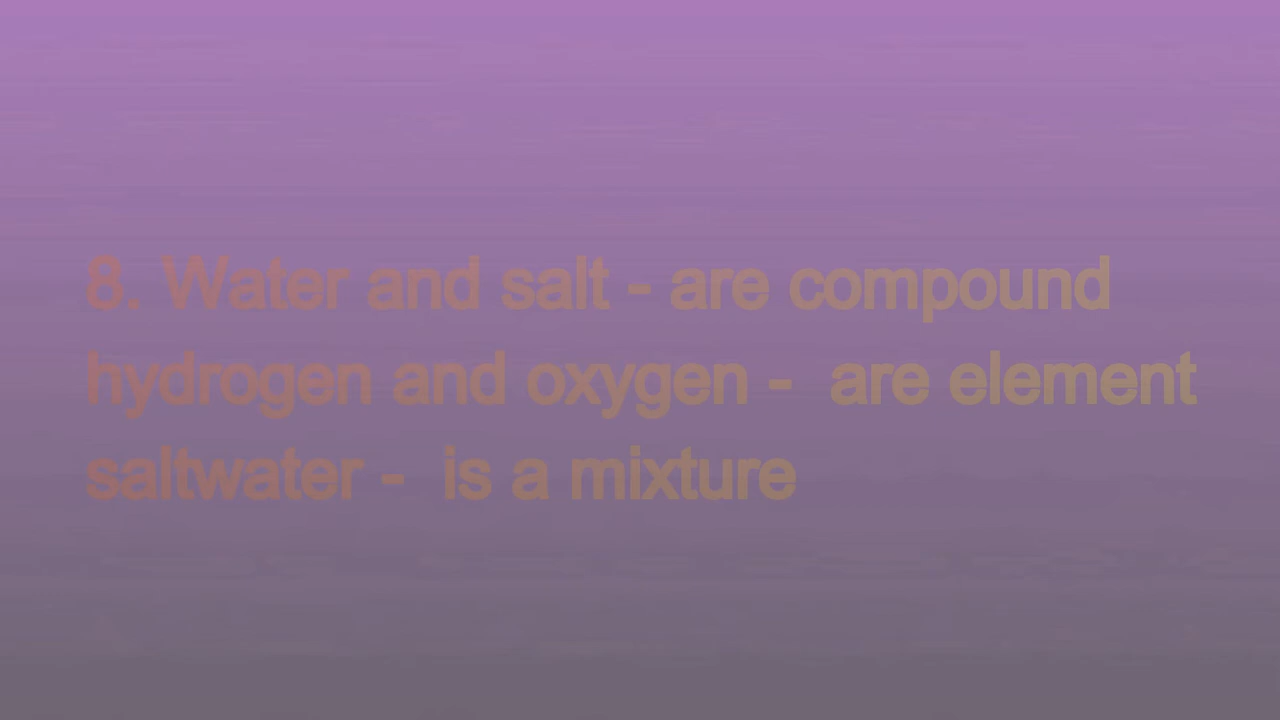 8. Water and salt - are compound
hydrogen and oxygen -  are element
saltwater -  is a mixture